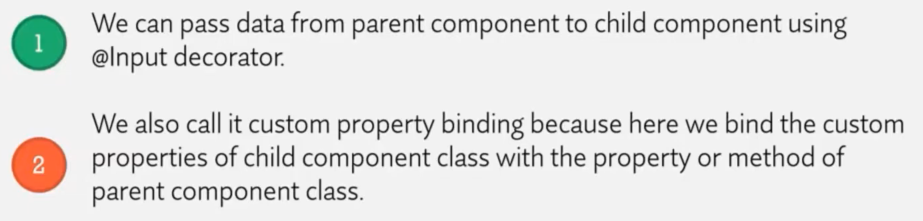 1
We can pass data from parent component to child component using
@Input decorator.
2
We also call it custom property binding because here we bind the custom
properties of child component class with the property or method of
parent component class.